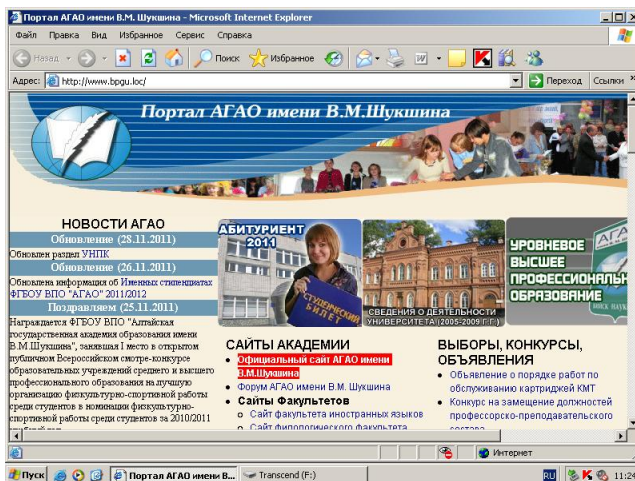 Портал АГАО имени В.М. Шукшина - Microsoft Internet Explorer
Файл Правка Вид Избранное Сервис Справка
Назад Поиск Избранное
Адрес: http://www.bpgu.loc/ Переход Ссылки
Портал АГАО имени В.М.Шукшина
НОВОСТИ АГАО
Обновление (28.11.2011)
Обновлен раздел УНПК
Обновление (26.11.2011)
Обновлена информация об Именных стипендиатах
ФГБОУ ВПО "АГАО" 2011/2012
Поздравляем (25.11.2011)
Награждается ФГБОУ ВПО "Алтайская
государственная академия образования имени
В.М.Шукшина", занявшая I место в открытом
публичном Всероссийском смотре-конкурсе
образовательных учреждений среднего и высшего
профессионального образования на лучшую
организацию физкультурно-спортивной работы
среди студентов в номинации физкультурно-
спортивной работы среди студентов за 2010/2011
АБИТУРИЕНТ
2011
СТУДЕНЧЕСКИЙ
БИЛЕТ
СВЕДЕНИЯ О ДЕЯТЕЛЬНОСТИ
УНИВЕРСИТЕТА (2005-2009 Г.Г.)
УРОВНЕВОЕ
ВЫСШЕЕ
ПРОФЕССИОНАЛЬН
ОБРАЗОВАНИЕ
САЙТЫ АКАДЕМИИ
Официальный сайт АГАО имени
В.М.Шукшина
Форум АГАО имени В.М. Шукшина
Сайты Факультетов
Сайт факультета иностранных языков
Сайт филологического факультета
ВЫБОРЫ, КОНКУРСЫ,
ОБЪЯВЛЕНИЯ
Объявление о порядке работ по
обслуживанию картриджей КМТ
Конкурс на замещение должностей
профессорско-преподавательского
состава
Интернет
Пуск Портал АГАО имени В... Transcend (F:) RU 11:24